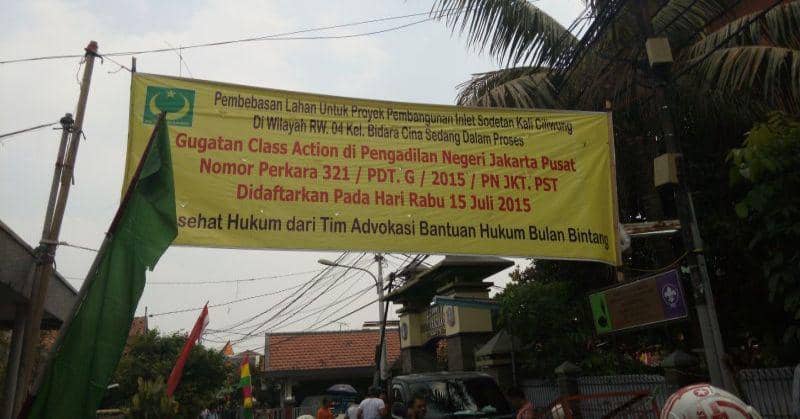 Pembebasan Lahan Untuk Proyek Pembangunan Inlet Sodetan Kali Ciliwung
Di Wilayah RW. 04 Kel. Bidara Cina Sedang Dalam Proses
Gugatan Class Action di Pengadilan Negeri Jakarta Pusat
Nomor Perkara 321 / PDT. G / 2015 / PN JKT. PST
Didaftarkan Pada Hari Rabu 15 Juli 2015
sehat Hukum dari Tim Advokasi Bantuan Hukum Bulan Bintang